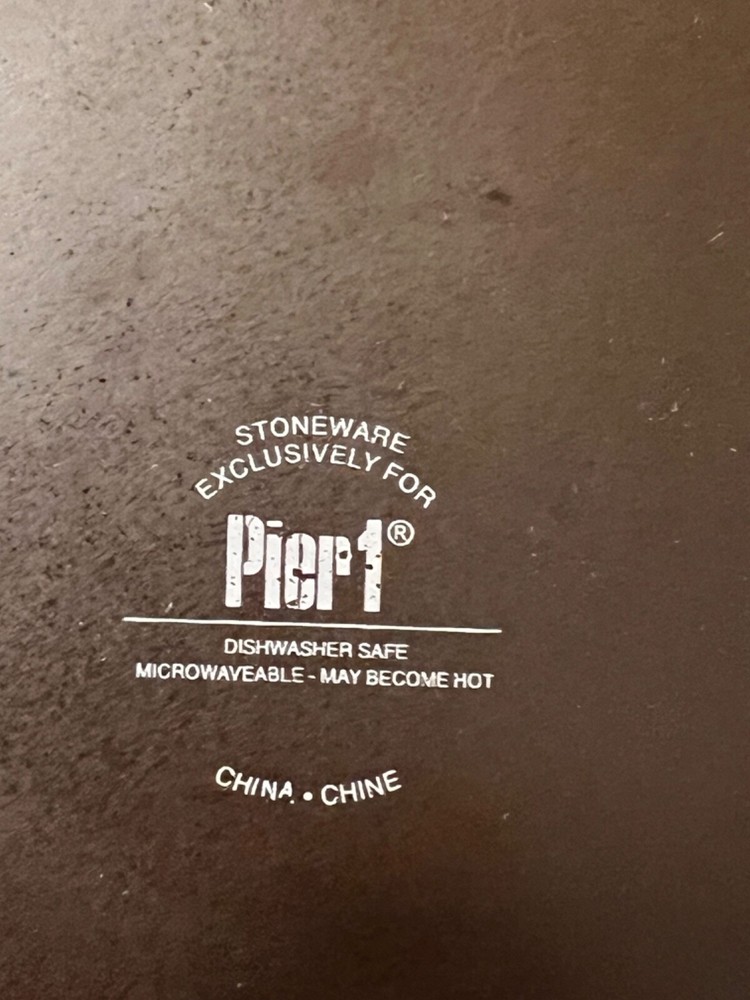 STONEWARE
EXCLUSIVELY FOR
Pier1®
DISHWASHER SAFE
MICROWAVEABLE - MAY BECOME HOT
CHINA • CHINE